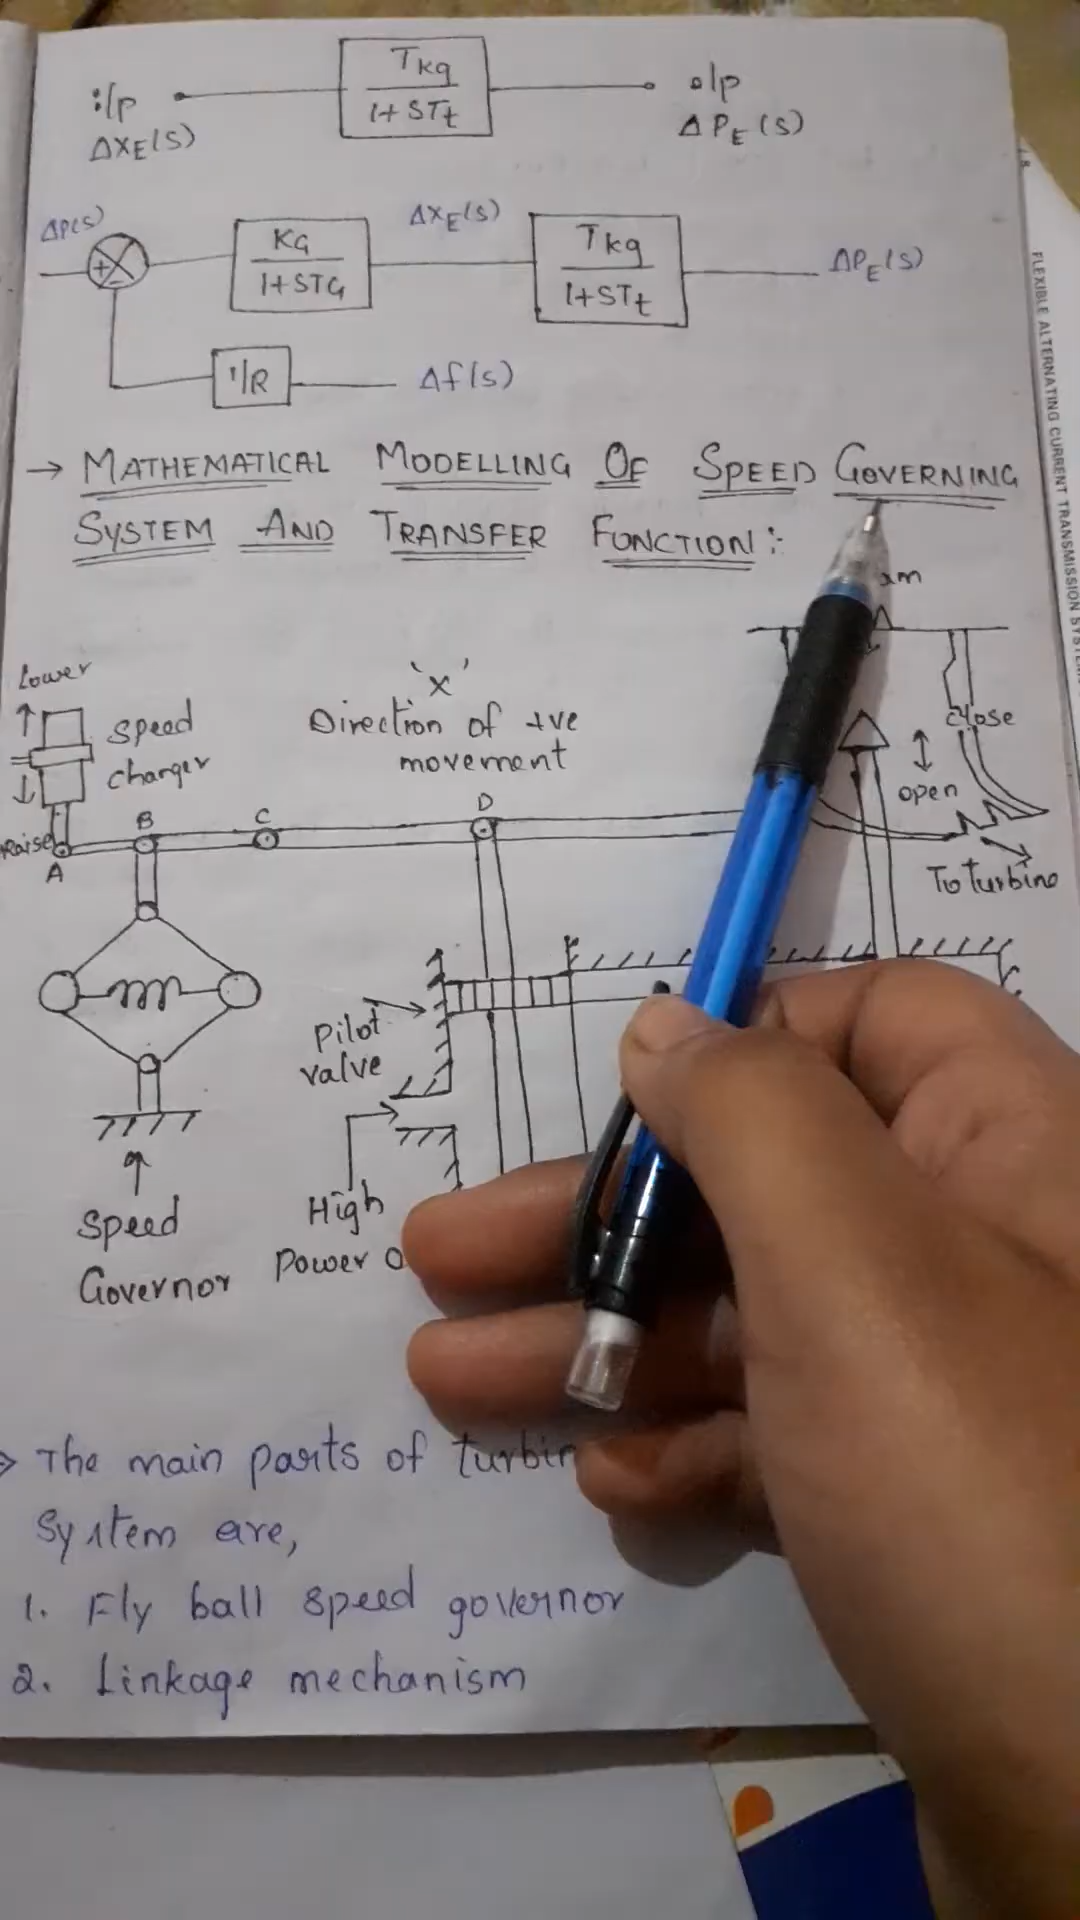 Tkg
1+STt
i/p
ΔXE(s)
o/p
ΔPE(s)
ΔP(s)
KG
1+STG
ΔXE(s)
Tkg
1+STt
ΔPE(s)
+
-
1/R
Δf(s)
→ MATHEMATICAL MODELLING OF SPEED GOVERNING
SYSTEM AND TRANSFER FUNCTION:
Lower
Speed
changer
Raise
'x'
Direction of +ve
movement
close
open
To turbine
A
B
C
D
Pilot
valve
High
Power
Speed
Governor
The main parts of
System are,
1. Fly ball speed governor
2. Linkage mechanism
FLEXIBLE ALTERNATING CURRENT TRANSMISSION